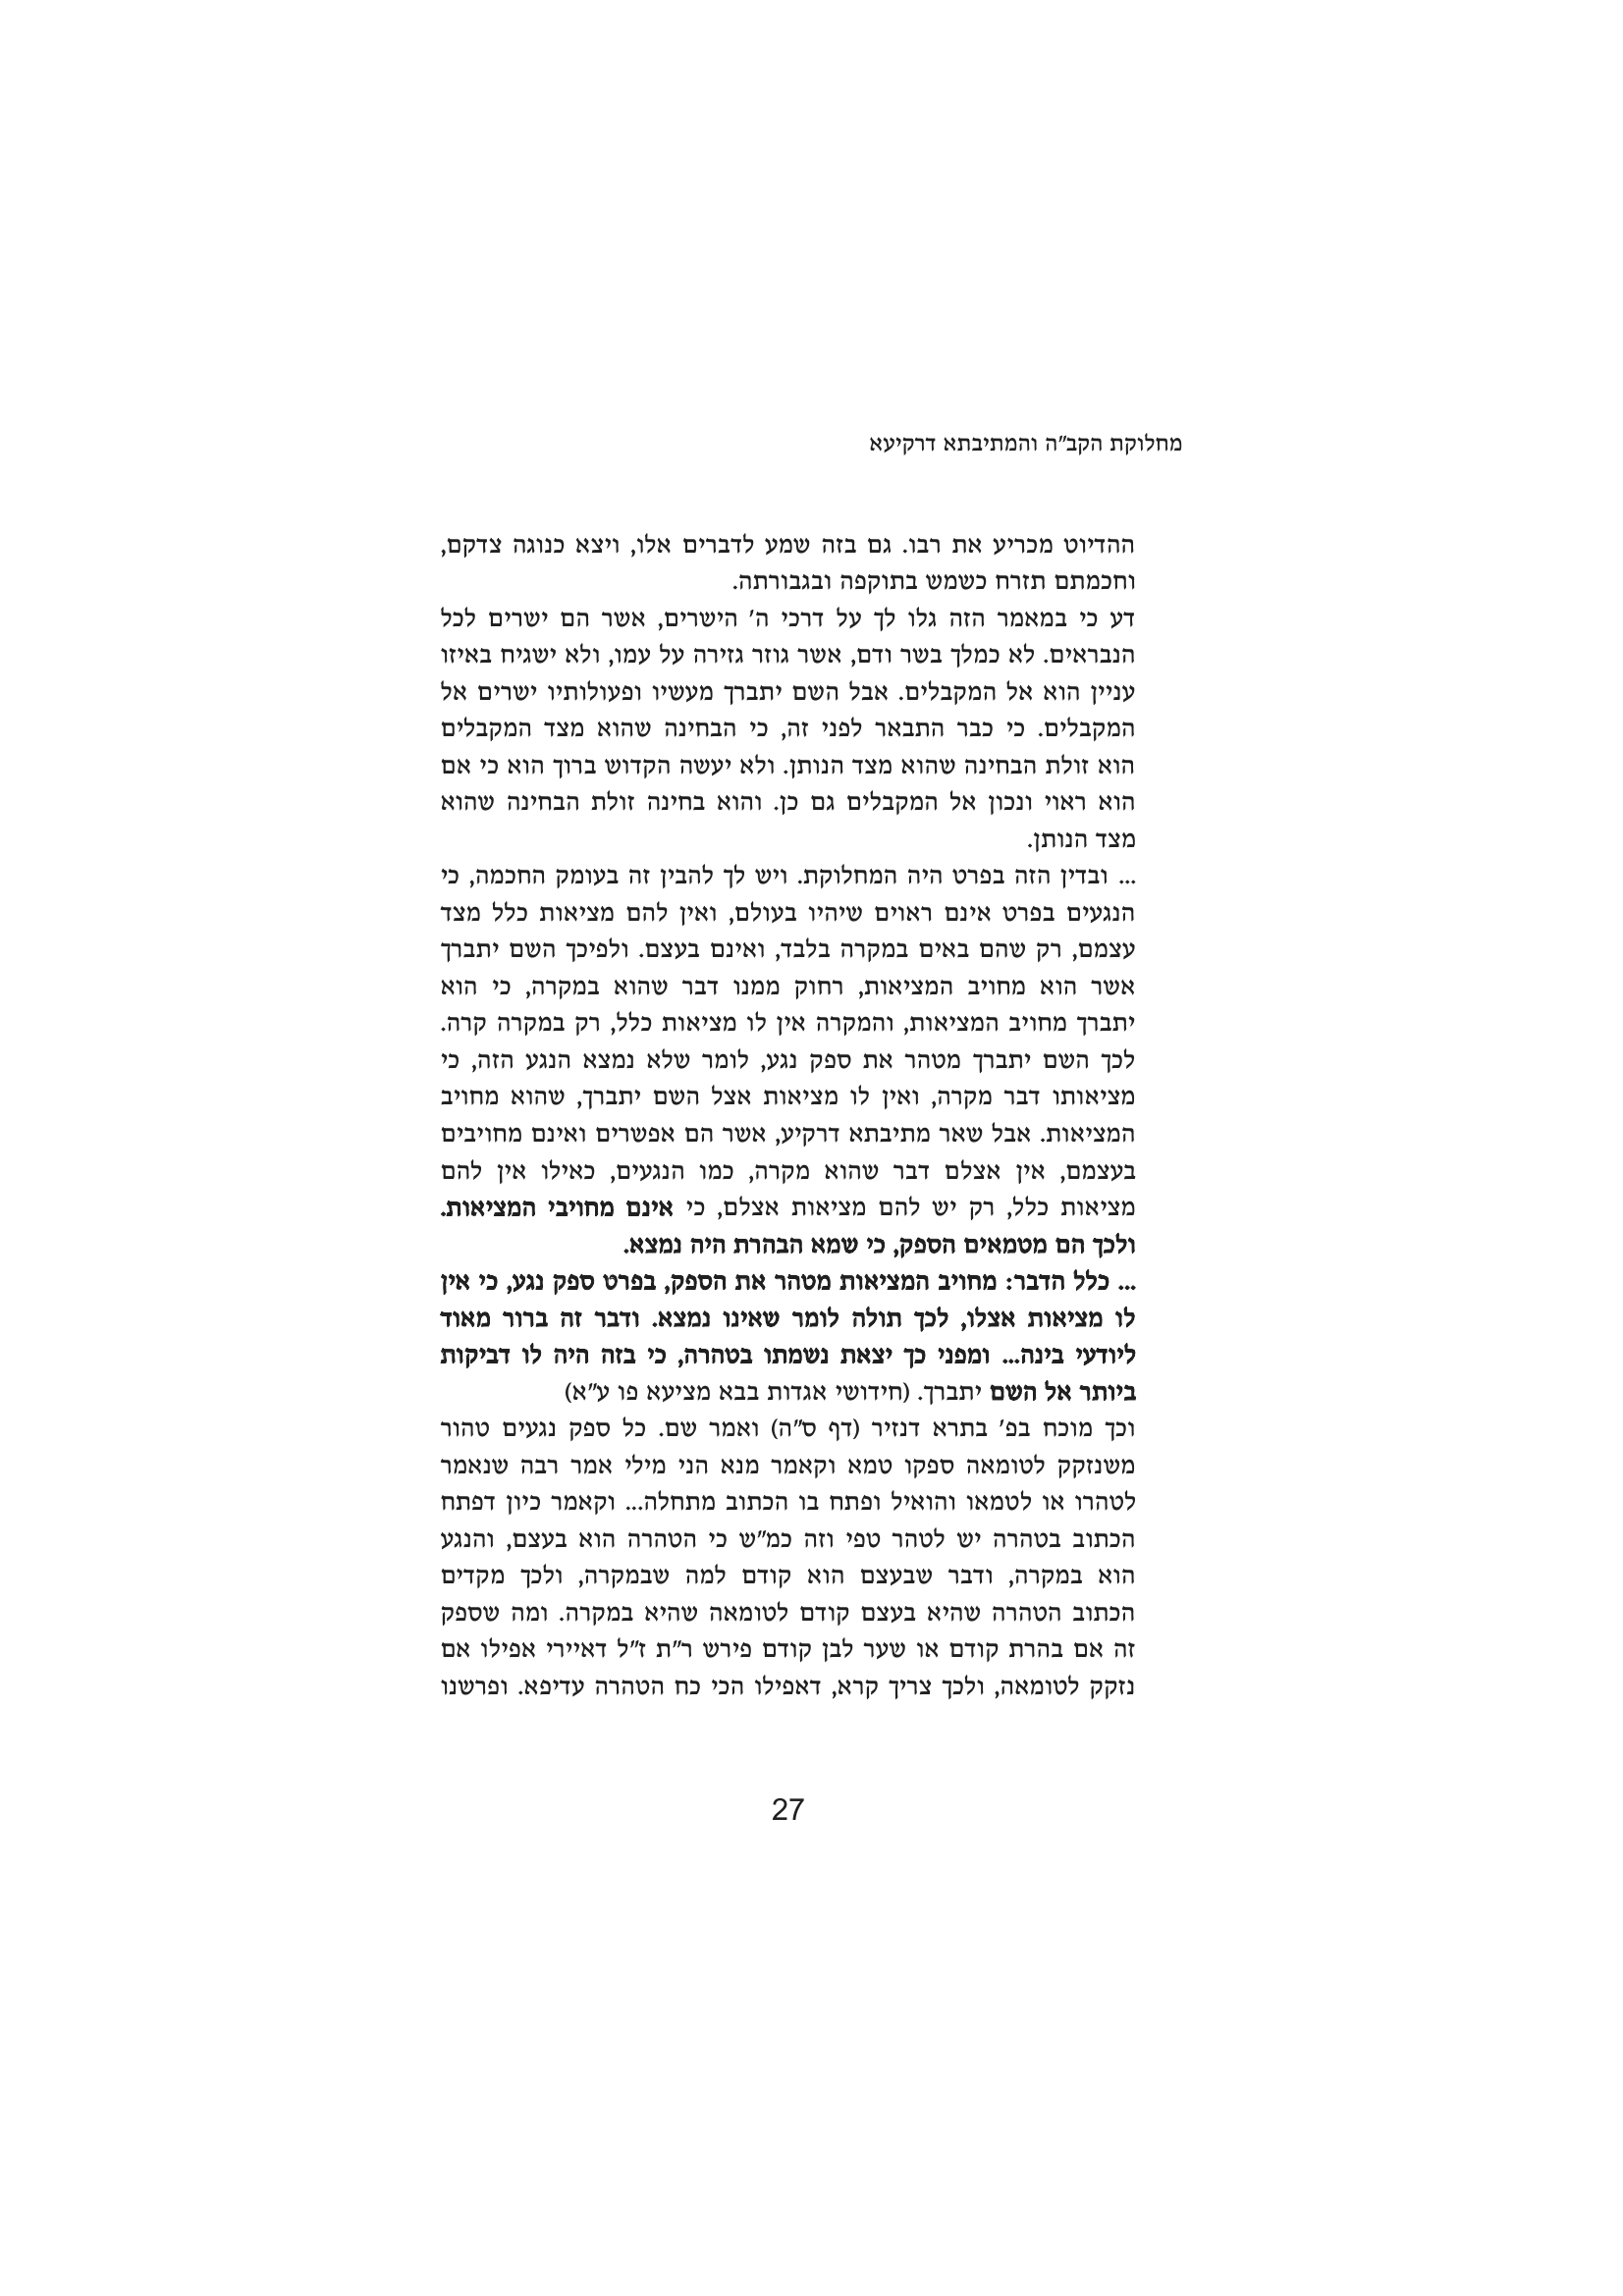 מחלוקת הקב"ה והמתיבתא דרקיעא
ההדיוט מכריע את רבו. גם בזה שמע לדברים אלו, ויצא כנוגה צדקם,
וחכמתם תזרח כשמש בתוקפה ובגבורתה.
דע כי במאמר הזה גלו לך על דרכי ה' הישרים, אשר הם ישרים לכל
הנבראים. לא כמלך בשר ודם, אשר גוזר גזירה על עמו, ולא ישגיח באיזו
עניין הוא אל המקבלים. אבל השם יתברך מעשיו ופעולותיו ישרים אל
המקבלים. כי כבר התבאר לפני זה, כי הבחינה שהוא מצד המקבלים
הוא זולת הבחינה שהוא מצד הנותן. ולא יעשה הקדוש ברוך הוא כי אם
הוא ראוי ונכון אל המקבלים גם כן. והוא בחינה זולת הבחינה שהוא
מצד הנותן.
... ובדין הזה בפרט היה המחלוקת. ויש לך להבין זה בעומק החכמה, כי
הנגעים בפרט אינם ראוים שיהיו בעולם, ואין להם מציאות כלל מצד
עצמם, רק שהם באים במקרה בלבד, ואינם בעצם. ולפיכך השם יתברך
אשר הוא מחויב המציאות, רחוק ממנו דבר שהוא במקרה, כי הוא
יתברך מחויב המציאות, והמקרה אין לו מציאות כלל, רק במקרה קרה.
לכך השם יתברך מטהר את ספק נגע, לומר שלא נמצא הנגע הזה, כי
מציאותו דבר מקרה, ואין לו מציאות אצל השם יתברך, שהוא מחויב
המציאות. אבל שאר מתיבתא דרקיע, אשר הם אפשרים ואינם מחויבים
בעצמם, אין אצלם דבר שהוא מקרה, כמו הנגעים, כאילו אין להם
מציאות כלל, רק יש להם מציאות אצלם, כי אינם מחויבי המציאות.
ולכך הם מטמאים הספק, כי שמא הבהרת היה נמצא.
... כלל הדבר: מחויב המציאות מטהר את הספק, בפרט ספק נגע, כי אין
לו מציאות אצלו, לכך תולה לומר שאינו נמצא. ודבר זה ברור מאוד
ליודעי בינה... ומפני כך יצאת נשמתו בטהרה, כי בזה היה לו דביקות
ביותר אל השם יתברך. (חידושי אגדות בבא מציעא פו ע"א)
וכך מוכח בפ' בתרא דנזיר (דף ס"ה) ואמר שם. כל ספק נגעים טהור
משנזקק לטומאה ספקו טמא וקאמר מנא הני מילי אמר רבה שנאמר
לטהרו או לטמאו והואיל ופתח בו הכתוב מתחלה... וקאמר כיון דפתח
הכתוב בטהרה יש לטהר טפי וזה כמ"ש כי הטהרה הוא בעצם, והנגע
הוא במקרה, ודבר שבעצם הוא קודם למה שבמקרה, ולכך מקדים
הכתוב הטהרה שהיא בעצם קודם לטומאה שהיא במקרה. ומה שספק
זה אם בהרת קודם או שער לבן קודם פירש ר"ת ז"ל דאיירי אפילו אם
נזקק לטומאה, ולכך צריך קרא, דאפילו הכי כח הטהרה עדיפא. ופרשנו
27